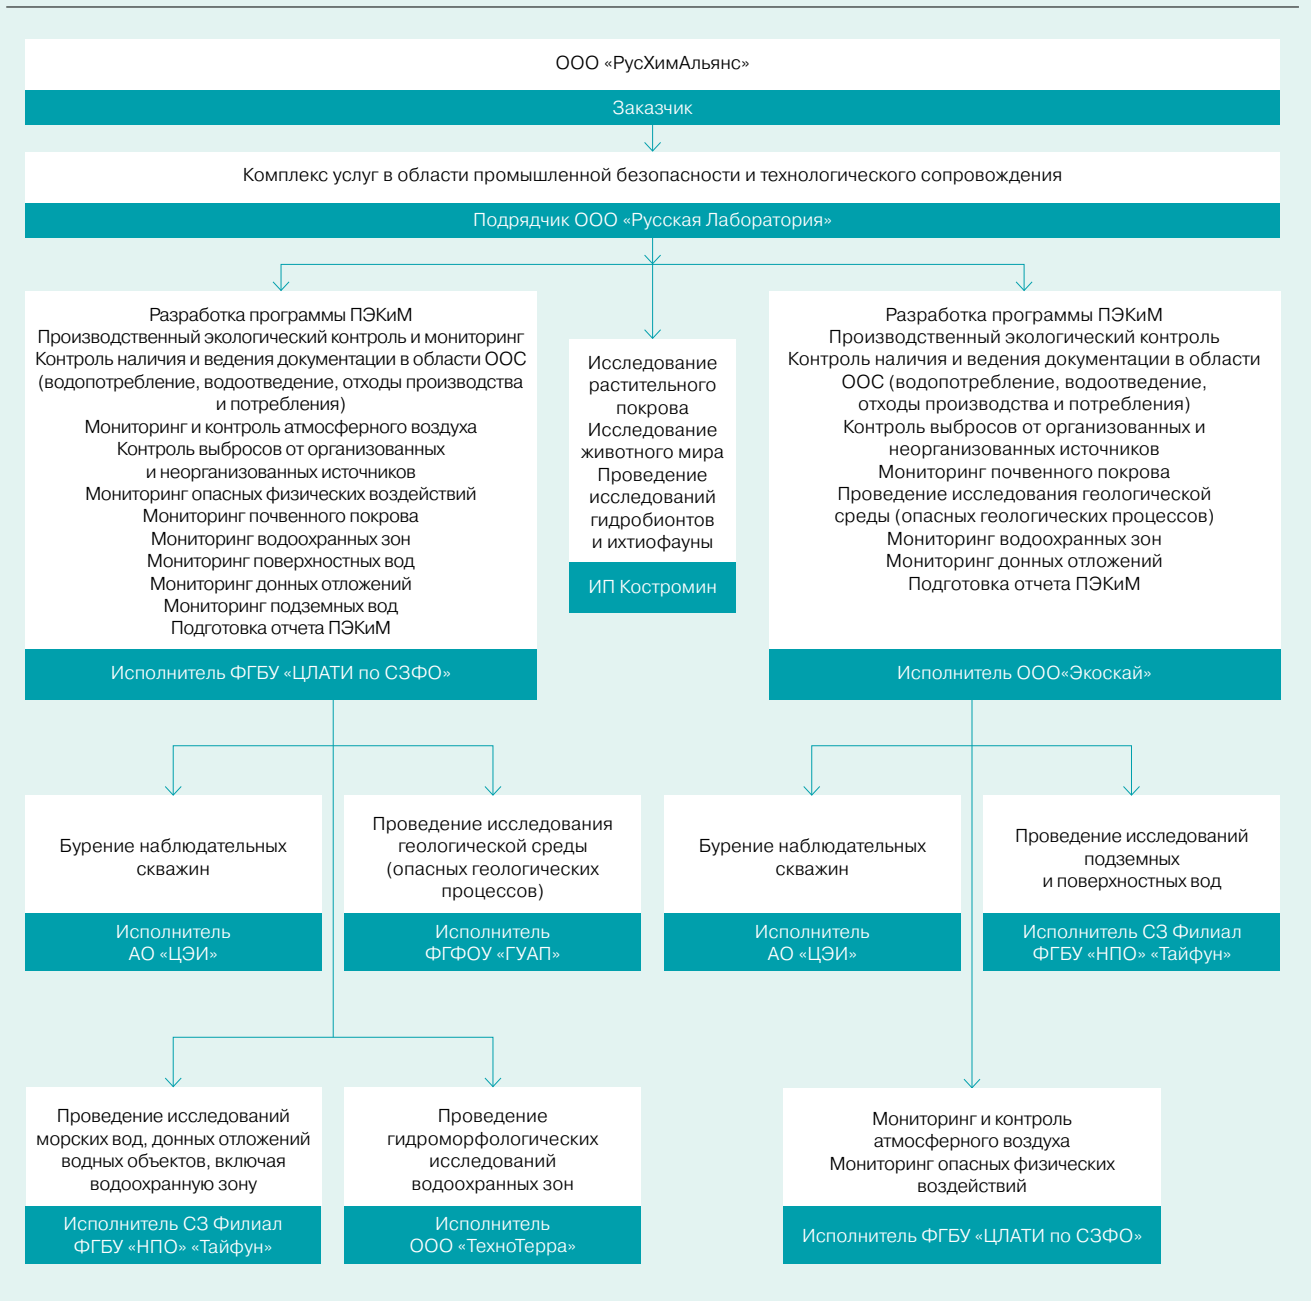 ООО «РусХимАльянс»
Заказчик
Комплекс услуг в области промышленной безопасности и технологического сопровождения
Подрядчик ООО «Русская Лаборатория»
Разработка программы ПЭКиМ
Производственный экологический контроль и мониторинг
Контроль наличия и ведения документации в области ООС
(водопотребление, водоотведение, отходы производства
и потребления)
Мониторинг и контроль атмосферного воздуха
Контроль выбросов от организованных
и неорганизованных источников
Мониторинг опасных физических воздействий
Мониторинг почвенного покрова
Мониторинг водоохранных зон
Мониторинг поверхностных вод
Мониторинг донных отложений
Мониторинг подземных вод
Подготовка отчета ПЭКиМ
Исполнитель ФГБУ «ЦЛАТИ по СЗФО»
Исследование
растительного
покрова
Исследование
животного мира
Проведение
исследований
гидробионтов
и ихтиофауны
ИП Костромин
Разработка программы ПЭКиМ
Производственный экологический контроль
Контроль наличия и ведения документации в области
ООС (водопотребление, водоотведение,
отходы производства и потребления)
Контроль выбросов от организованных и
неорганизованных источников
Мониторинг почвенного покрова
Проведение исследования геологической
среды (опасных геологических процессов)
Мониторинг водоохранных зон
Мониторинг донных отложений
Подготовка отчета ПЭКиМ
Исполнитель ООО«Экоскай»
Бурение наблюдательных
скважин
Исполнитель
АО «ЦЭИ»
Проведение исследования
геологической среды
(опасных геологических
процессов)
Исполнитель
ФГФОУ «ГУАП»
Бурение наблюдательных
скважин
Исполнитель
АО «ЦЭИ»
Проведение исследований
подземных
и поверхностных вод
Исполнитель СЗ Филиал
ФГБУ «НПО» «Тайфун»
Проведение исследований
морских вод, донных отложений
водных объектов, включая
водоохранную зону
Исполнитель СЗ Филиал
ФГБУ «НПО» «Тайфун»
Проведение
гидроморфологических
исследований
водоохранных зон
Исполнитель
ООО «ТехноТерра»
Мониторинг и контроль
атмосферного воздуха
Мониторинг опасных физических
воздействий
Исполнитель ФГБУ «ЦЛАТИ по СЗФО»